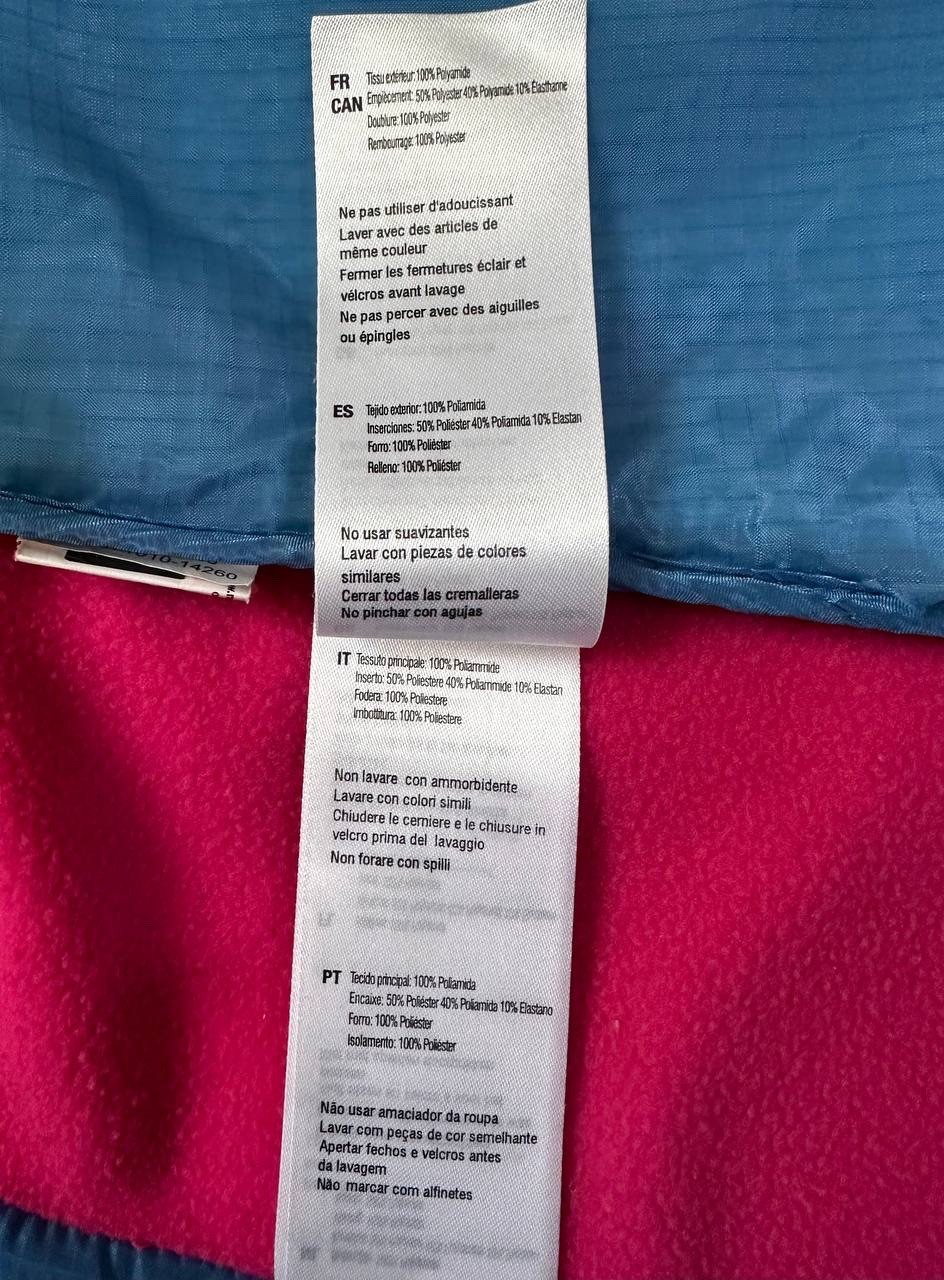 FR Tissu extérieur: 100% Polyamide
CAN Empiècement: 50% Polyester 40% Polyamide 10% Elasthanne
Doublure: 100% Polyester
Rembourrage: 100% Polyester
Ne pas utiliser d'adoucissant
Laver avec des articles de
même couleur
Fermer les fermetures éclair et
vélcros avant lavage
Ne pas percer avec des aiguilles
ou épingles
ES Tejido exterior: 100% Poliamida
Inserciones: 50% Poliéster 40% Poliamida 10% Elastan
Forro: 100% Poliéster
Relleno: 100% Poliéster
No usar suavizantes
Lavar con piezas de colores
similares
Cerrar todas las cremalleras
No pinchar con agujas
10-14260
IT Tessuto principale: 100% Poliammide
Inserto: 50% Poliestere 40% Poliammide 10% Elastan
Fodera: 100% Poliestere
Imbottitura: 100% Poliestere
Non lavare con ammorbidente
Lavare con colori simili
Chiudere le cerniere e le chiusure in
velcro prima del lavaggio
Non forare con spilli
PT Tecido principal: 100% Poliamida
Encaixe: 50% Poliéster 40% Poliamida 10% Elastano
Forro: 100% Poliéster
Isolamento: 100% Poliéster
Não usar amaciador da roupa
Lavar com peças de cor semelhante
Apertar fechos e velcros antes
da lavagem
Não marcar com alfinetes